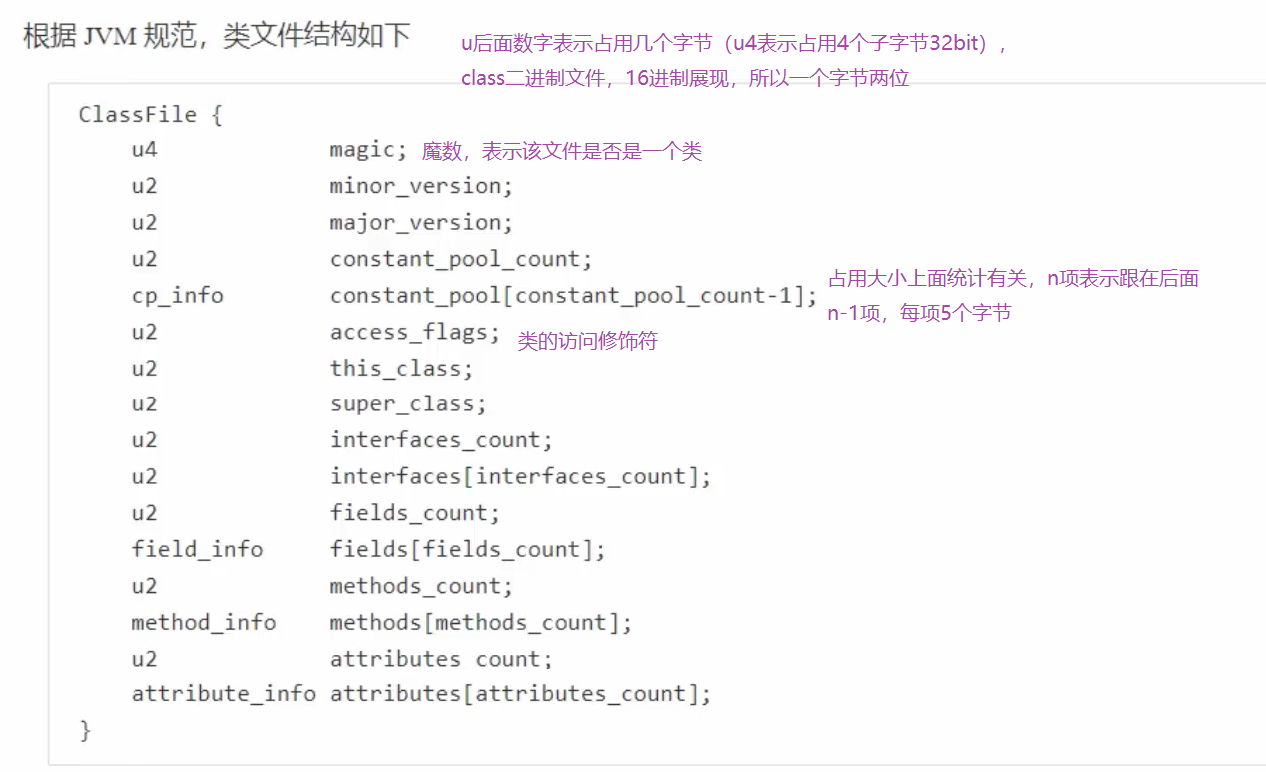 根据 JVM 规范，类文件结构如下
u后面数字表示占用几个字节（u4表示占用4个子字节32bit），
class二进制文件，16进制展现，所以一个字节两位
ClassFile {
u4 magic; 魔数，表示该文件是否是一个类
u2 minor_version;
u2 major_version;
u2 constant_pool_count;
cp_info constant_pool[constant_pool_count-1];
占用大小上面统计有关，n项表示跟在后面
n-1项，每项5个字节
u2 access_flags; 类的访问修饰符
u2 this_class;
u2 super_class;
u2 interfaces_count;
u2 interfaces[interfaces_count];
u2 fields_count;
field_info fields[fields_count];
u2 methods_count;
method_info methods[methods_count];
u2 attributes count;
attribute_info attributes[attributes_count];
}